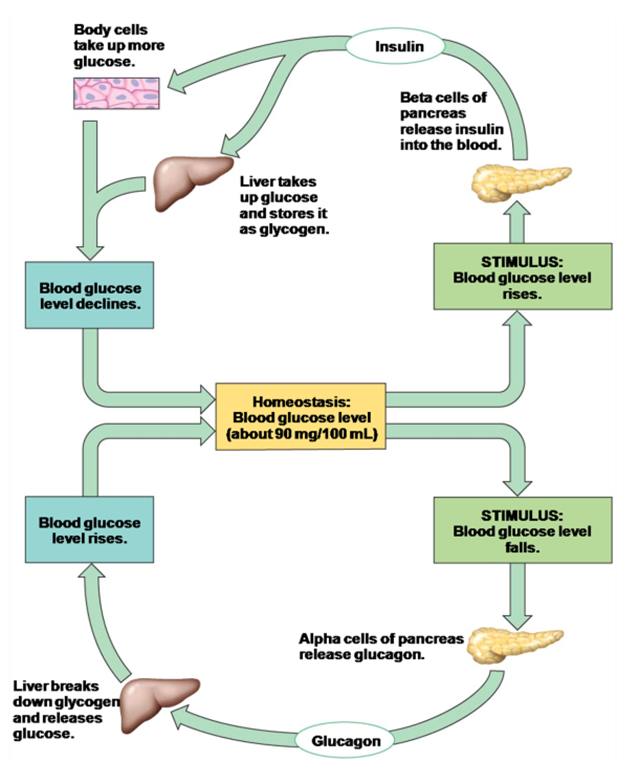 Body cells
take up more
glucose.
Insulin
Beta cells of
pancreas
release insulin
into the blood.
Liver takes
up glucose
and stores it
as glycogen.
STIMULUS:
Blood glucose level
rises.
Blood glucose
level declines.
Homeostasis:
Blood glucose level
(about 90 mg/100 mL)
Blood glucose
level rises.
STIMULUS:
Blood glucose level
falls.
Alpha cells of pancreas
release glucagon.
Liver breaks
down glycogen
and releases
glucose.
Glucagon